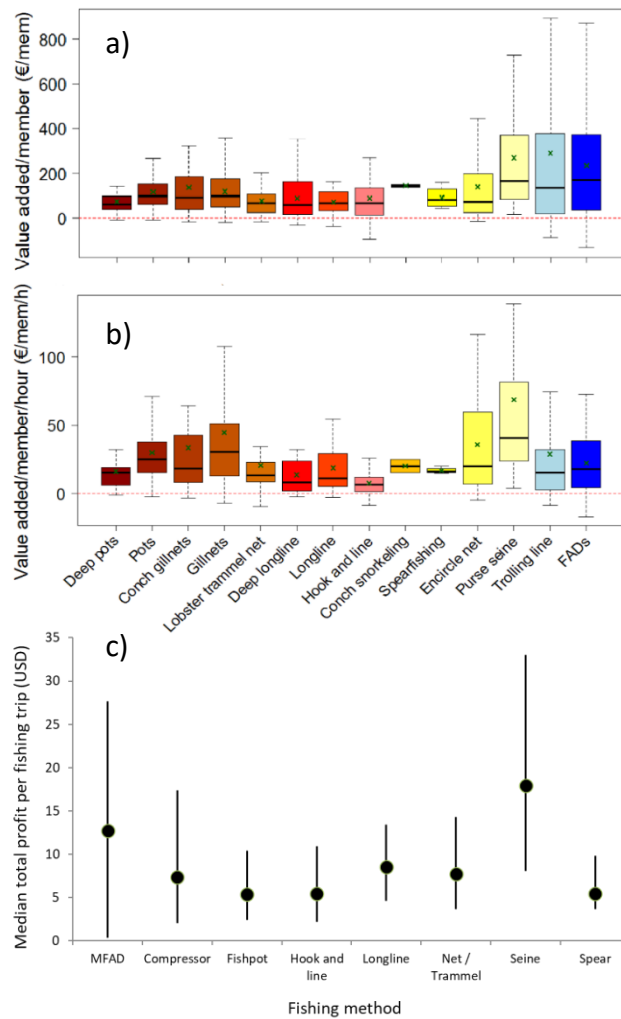 a)
Value added/member (€/mem)
800
600
400
200
0
b)
Value added/member/hour (€/mem/h)
100
50
0
Deep pots
Pots
Conch gillnets
Gillnets
Lobster trammel net
Deep longline
Longline
Hook and line
Conch snorkeling
Spearfishing
Encircle net
Purse seine
Trolling line
FADs
c)
Median total profit per fishing trip (USD)
35
30
25
20
15
10
5
0
MFAD
Compressor
Fishpot
Hook and
line
Longline
Net /
Trammel
Seine
Spear
Fishing method